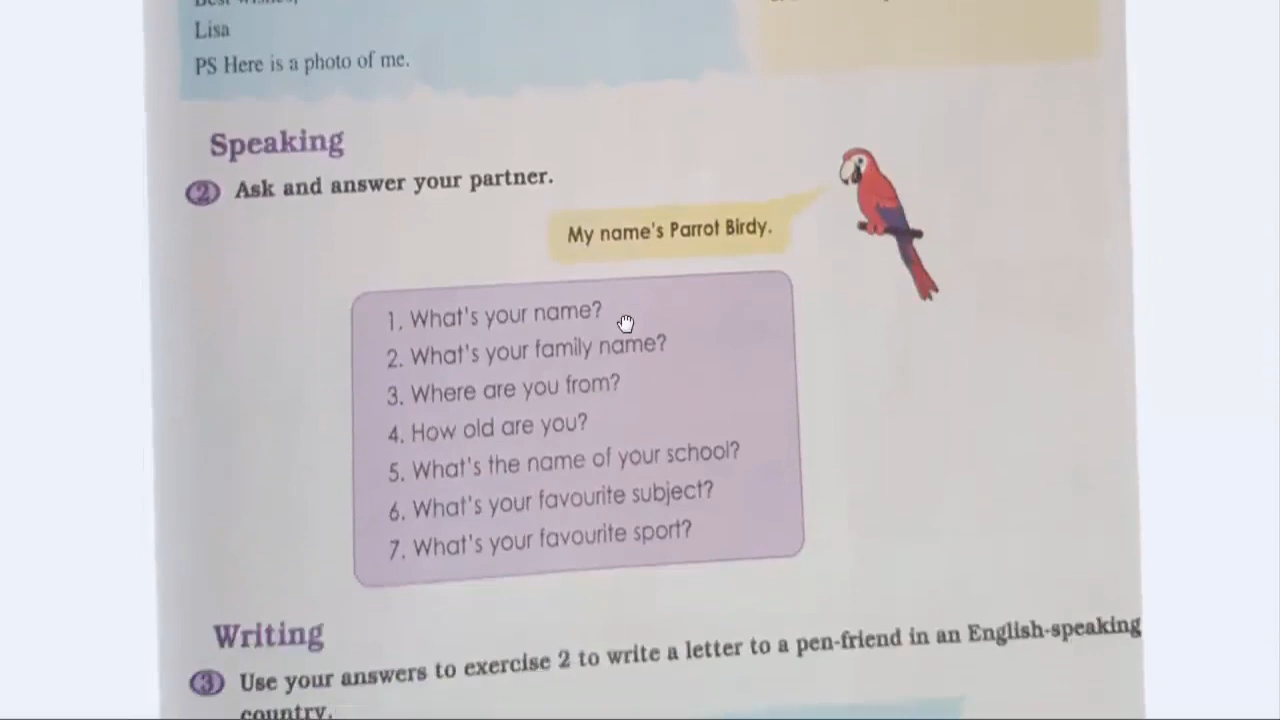 Lisa
PS Here is a photo of me.
Speaking
2 Ask and answer your partner.
My name's Parrot Birdy.
1. What's your name?
2. What's your family name?
3. Where are you from?
4. How old are you?
5. What's the name of your school?
6. What's your favourite subject?
7. What's your favourite sport?
Writing
3 Use your answers to exercise 2 to write a letter to a pen-friend in an English-speaking
country.